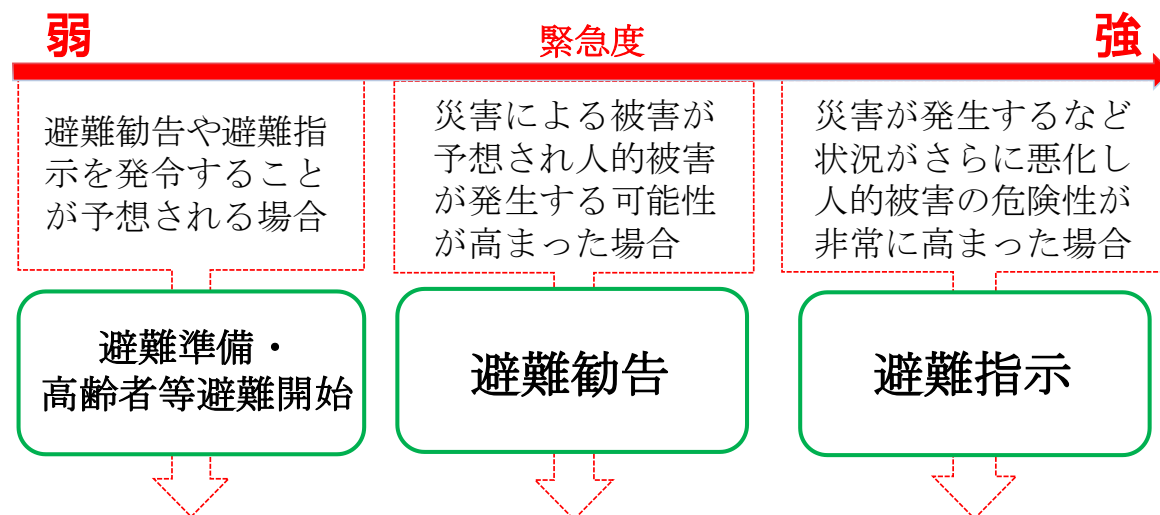 弱
緊急度
強
避難勧告や避難指
示を発令すること
が予想される場合
災害による被害が
予想され人的被害
が発生する可能性
が高まった場合
災害が発生するなど
状況がさらに悪化し
人的被害の危険性が
非常に高まった場合
避難準備・
高齢者等避難開始
避難勧告
避難指示